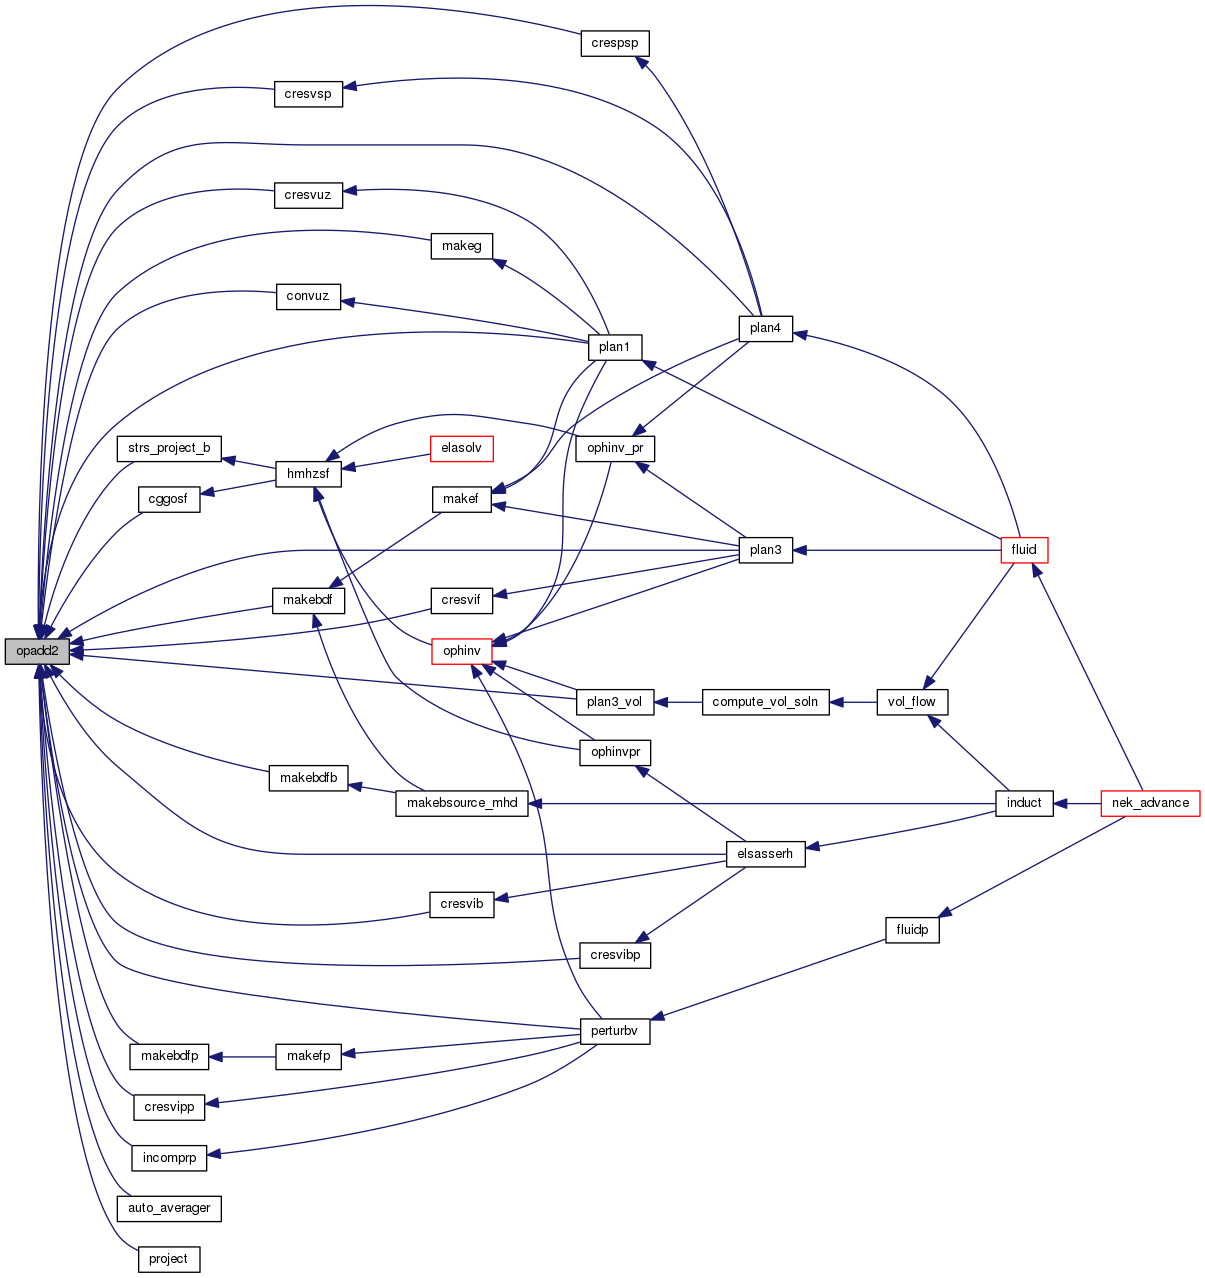 crespsp
cresvsp
cresvuz
makeg
convuz
plan4
plan1
strs_project_b
elasolv
ophinv_pr
hmhzsf
cggosf
makef
plan3
fluid
makebdf
cresvif
opadd2
ophinv
plan3_vol
compute_vol_soln
vol_flow
ophinvpr
makebdfb
makebsource_mhd
induct
nek_advance
elsasserh
cresvib
fluidp
cresvibp
perturbv
makebdfp
makefp
cresvipp
incomprp
auto_averager
project